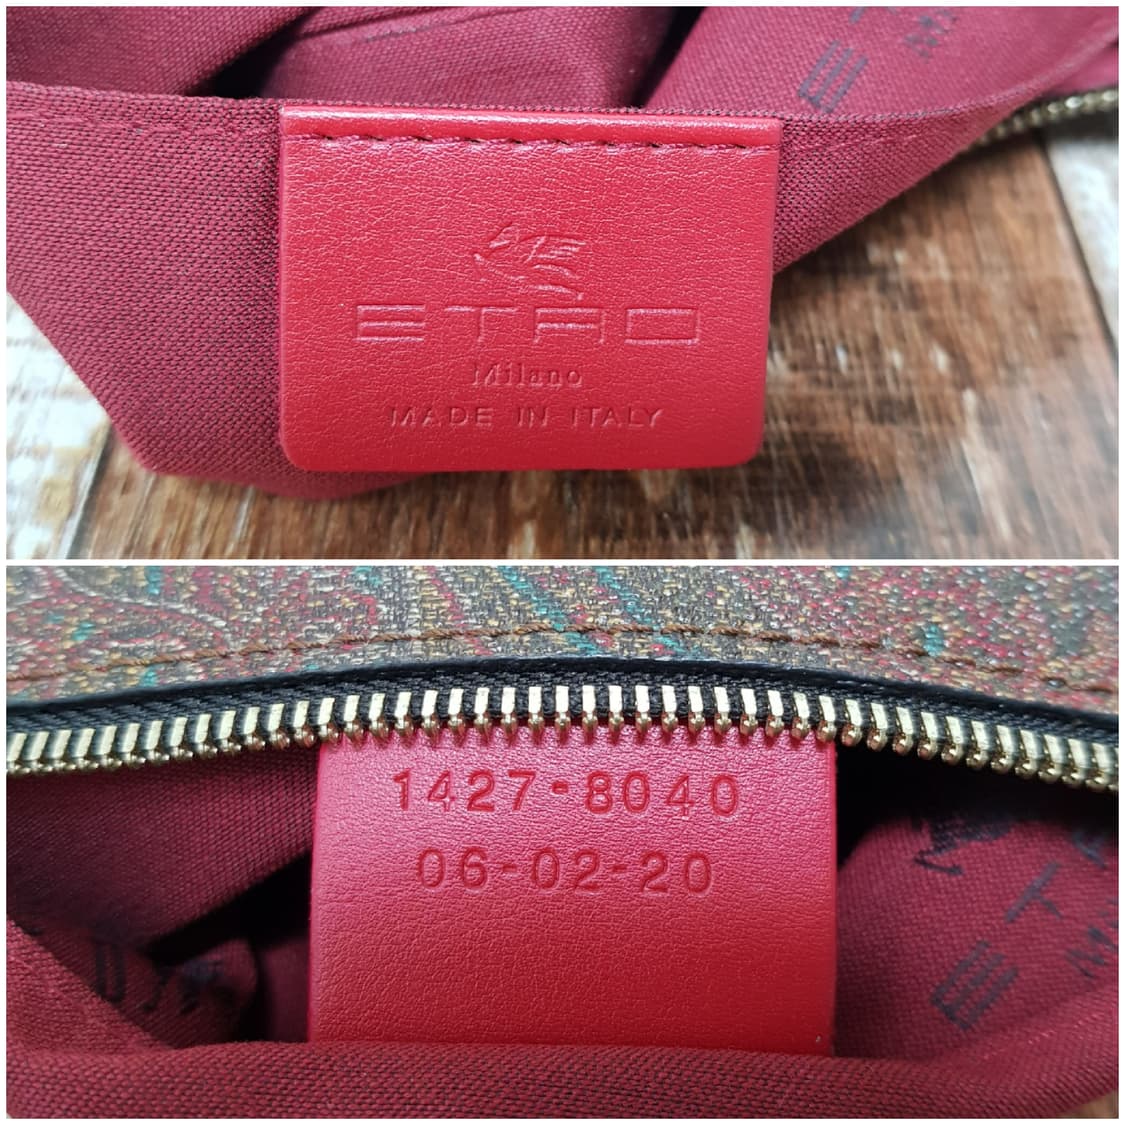 ETRO
Milano
MADE IN ITALY
1427-8040
06-02-20